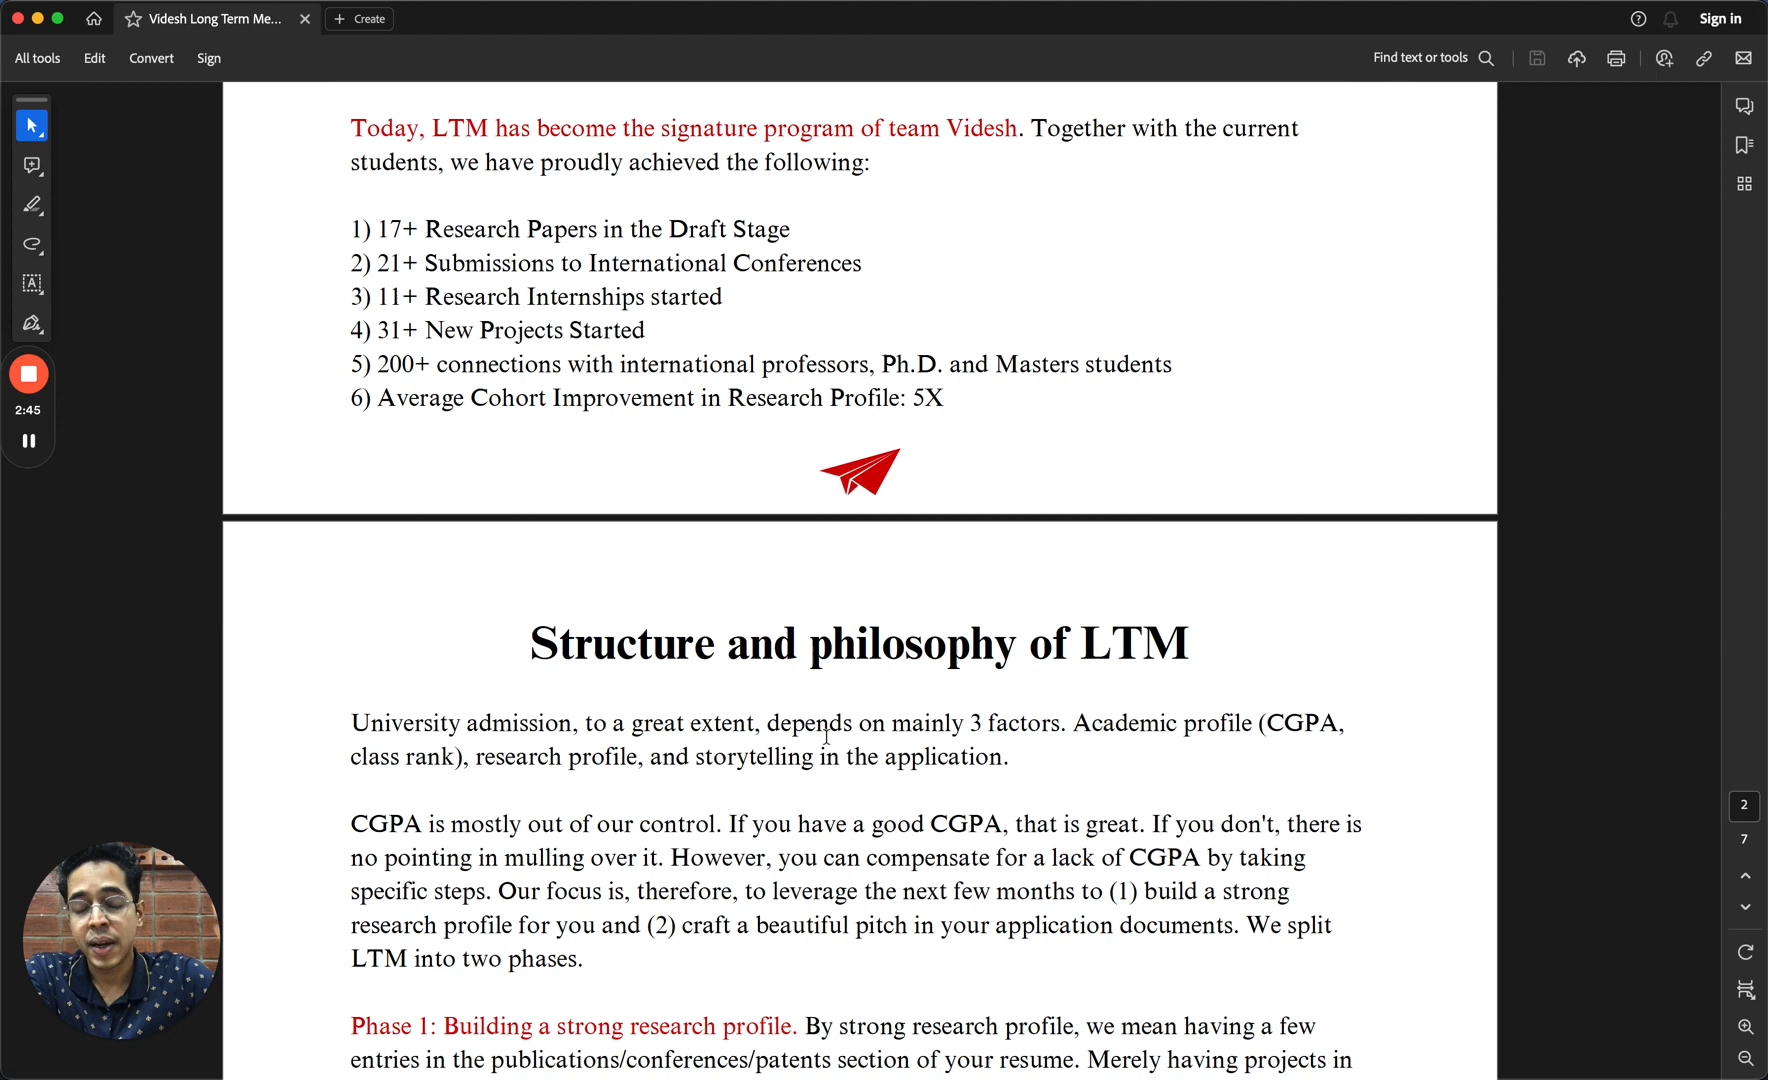 Videsh Long Term Me...
Create
Sign in
All tools
Edit
Convert
Sign
Find text or tools
Today, LTM has become the signature program of team Videsh. Together with the current
students, we have proudly achieved the following:
1) 17+ Research Papers in the Draft Stage
2) 21+ Submissions to International Conferences
3) 11+ Research Internships started
4) 31+ New Projects Started
5) 200+ connections with international professors, Ph.D. and Masters students
6) Average Cohort Improvement in Research Profile: 5X
2:45
Structure and philosophy of LTM
University admission, to a great extent, depends on mainly 3 factors. Academic profile (CGPA,
class rank), research profile, and storytelling in the application.
CGPA is mostly out of our control. If you have a good CGPA, that is great. If you don't, there is
no pointing in mulling over it. However, you can compensate for a lack of CGPA by taking
specific steps. Our focus is, therefore, to leverage the next few months to (1) build a strong
research profile for you and (2) craft a beautiful pitch in your application documents. We split
LTM into two phases.
Phase 1: Building a strong research profile. By strong research profile, we mean having a few
entries in the publications/conferences/patents section of your resume. Merely having projects in
2
7